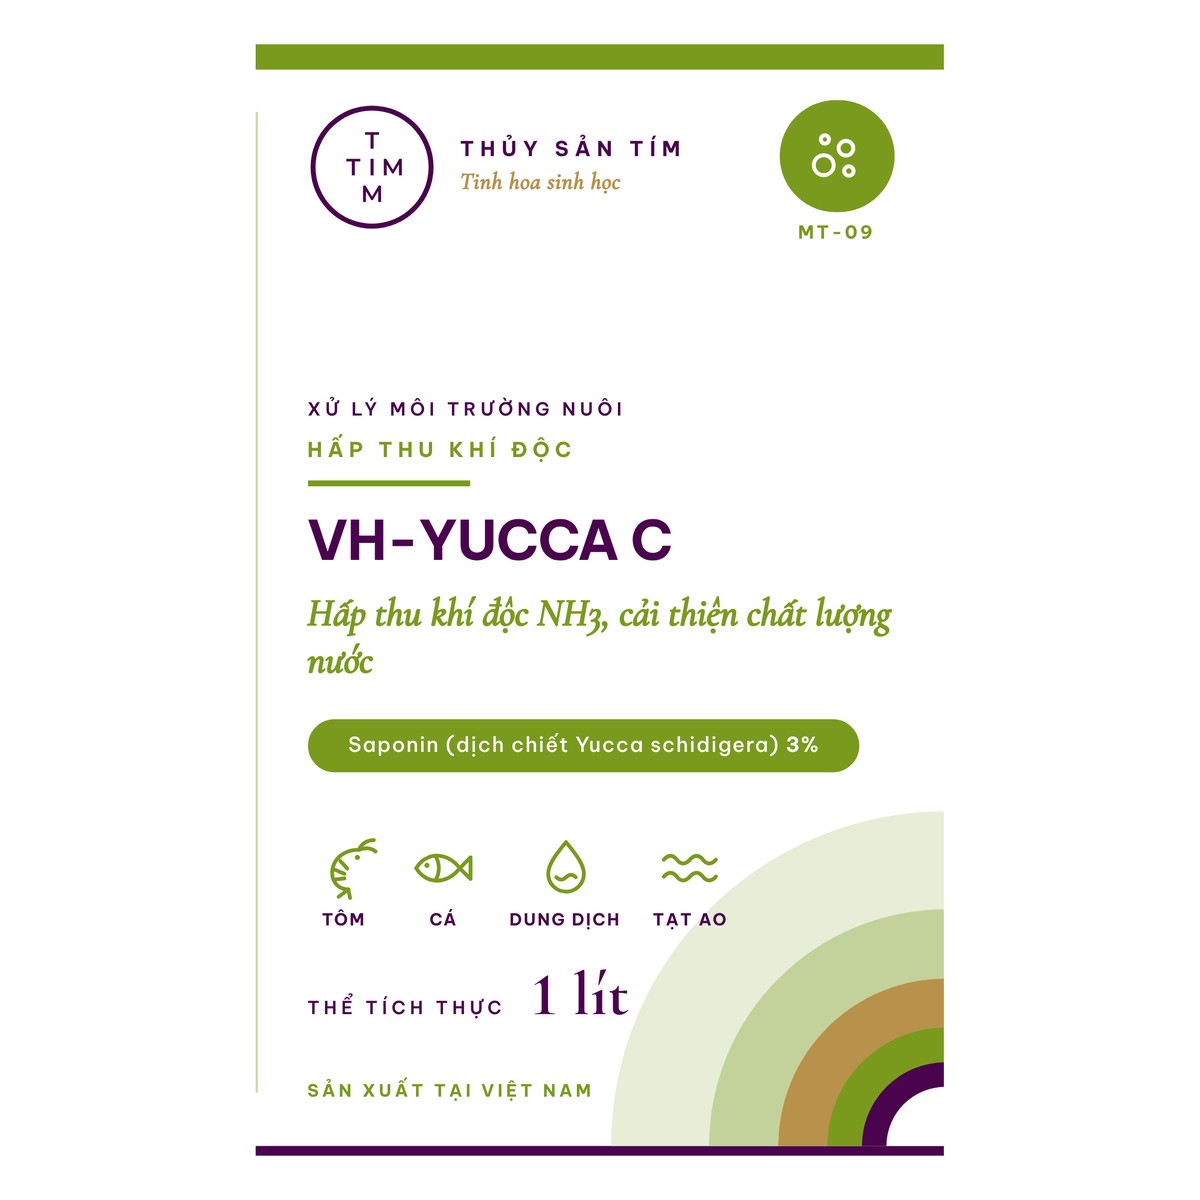 T
TIM
M
THỦY SẢN TÍM
Tinh hoa sinh học
MT-09
XỬ LÝ MÔI TRƯỜNG NUÔI
HẤP THU KHÍ ĐỘC
VH-YUCCA C
Hấp thu khí độc NH3, cải thiện chất lượng
nước
Saponin (dịch chiết Yucca schidigera) 3%
TÔM CÁ DUNG DỊCH TẠT AO
THỂ TÍCH THỰC 1 lít
SẢN XUẤT TẠI VIỆT NAM